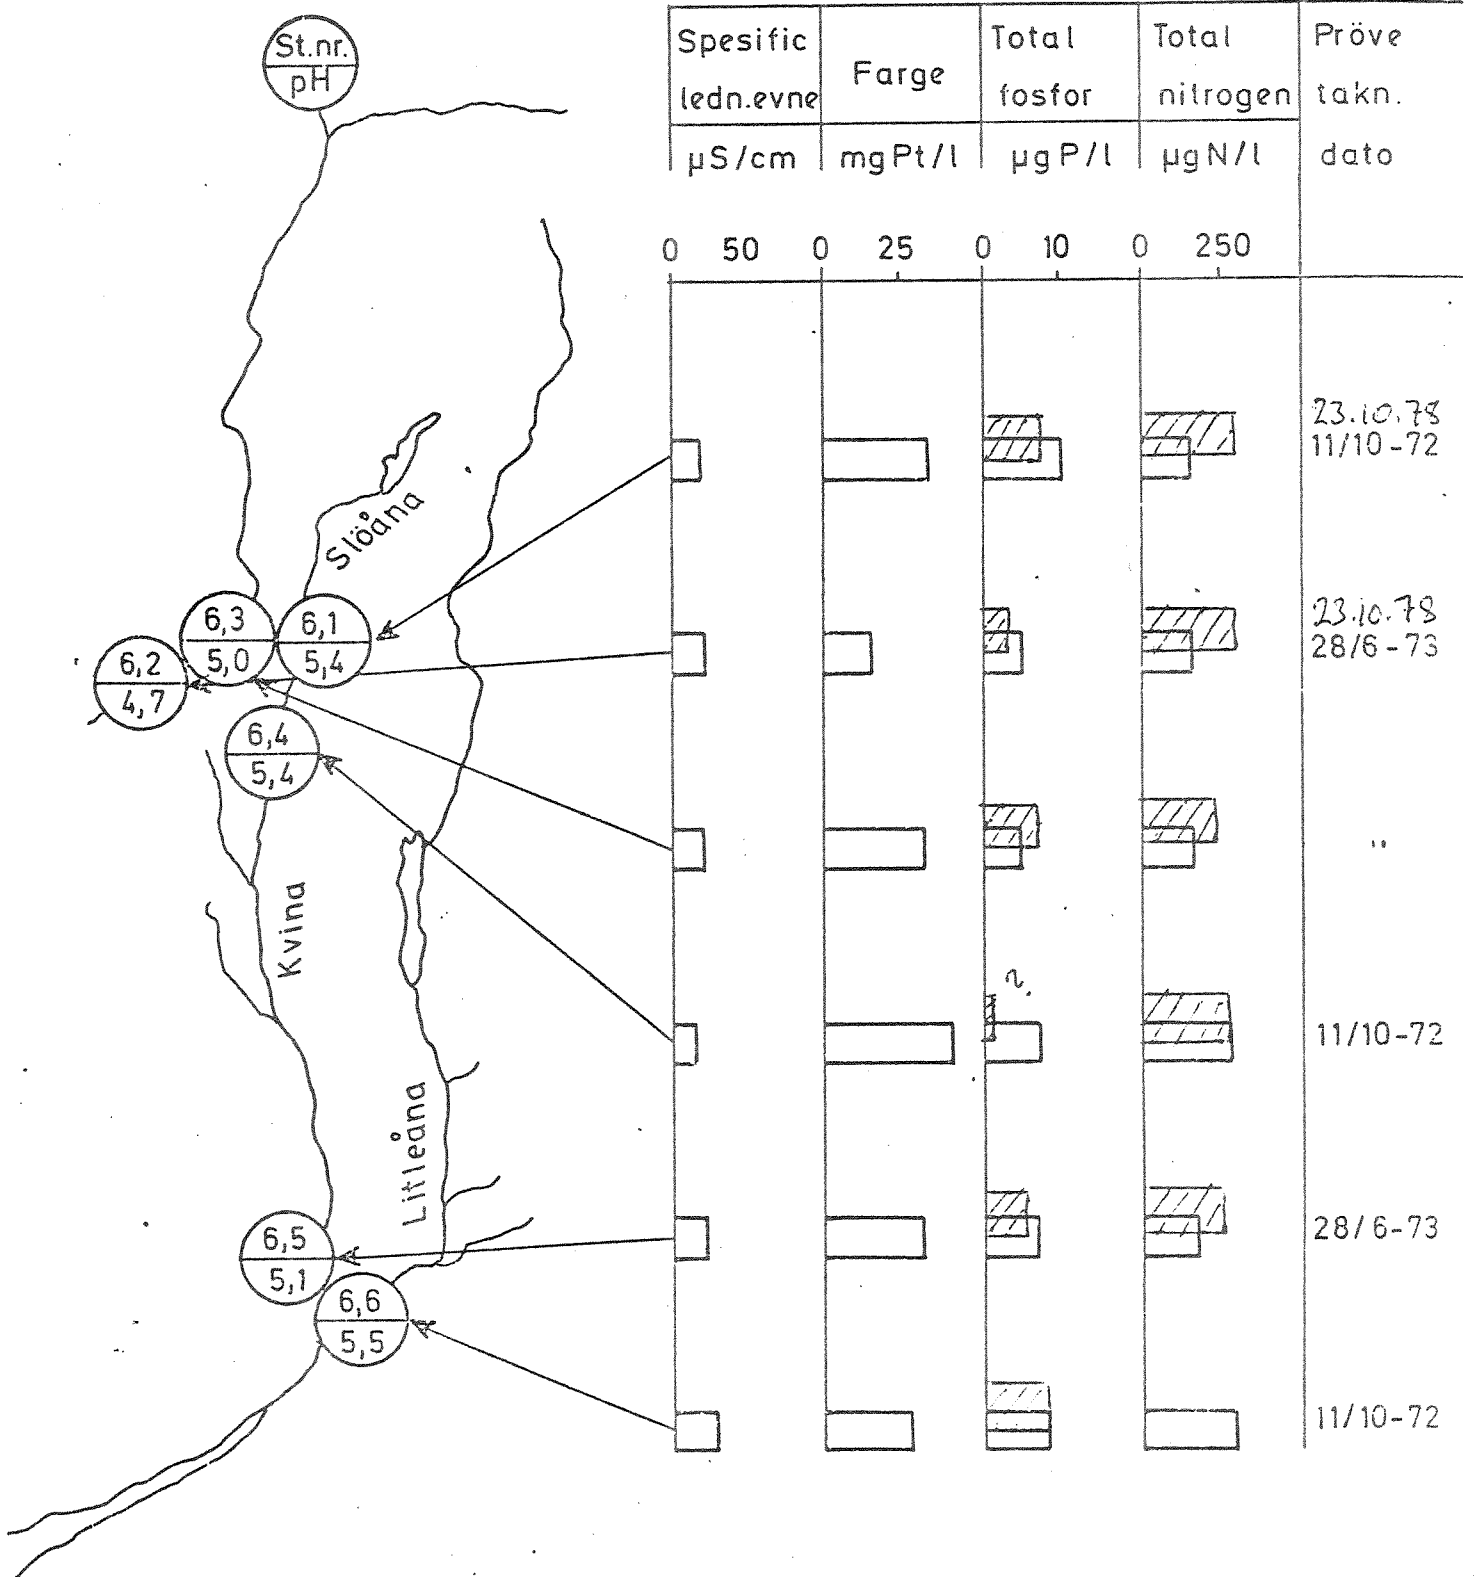 St.nr.
pH
Spesific
ledn.evne
µS/cm
Farge
mgPt/l
Total
fosfor
µgP/l
Total
nitrogen
µgN/l
Pröve
takn.
dato
0 50 0 25 0 10 0 250
23.10.78
11/10-72
Slöåna
6,3
5,0
6,1
5,4
6,2
4,7
23.10.78
28/6-73
6,4
5,4
"
Kvina
11/10-72
Litleåna
6,5
5,1
28/6-73
6,6
5,5
11/10-72